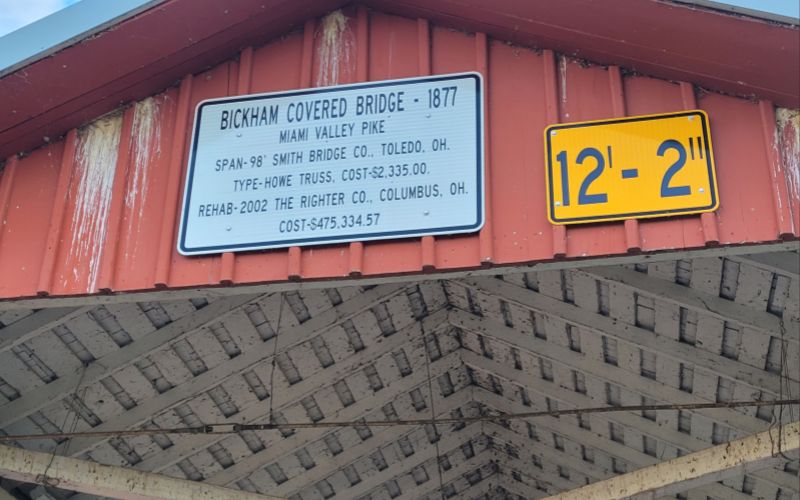 BICKHAM COVERED BRIDGE - 1877
MIAMI VALLEY PIKE
SPAN-98' SMITH BRIDGE CO., TOLEDO, OH.
TYPE-HOWE TRUSS, COST-$2,335.00.
REHAB-2002 THE RIGHTER CO., COLUMBUS, OH.
COST-$475,334.57
12'- 2"